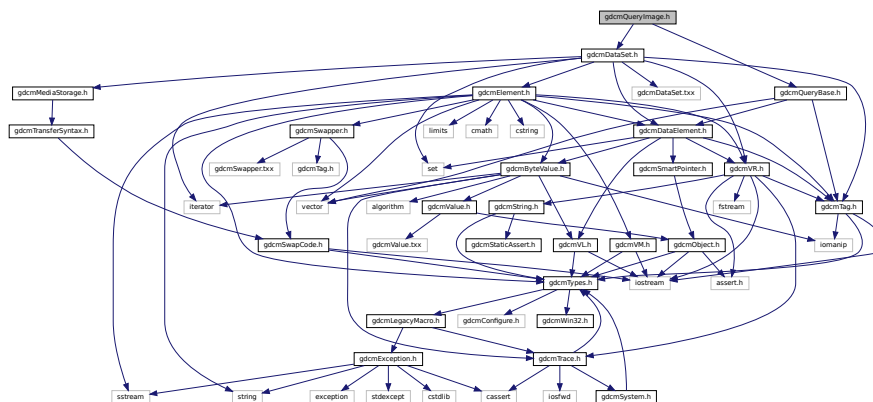 gdcmQueryImage.h
gdcmDataSet.h
gdcmMediaStorage.h
gdcmElement.h
gdcmDataSet.txx
gdcmQueryBase.h
gdcmTransferSyntax.h
gdcmSwapper.h
limits
cmath
cstring
gdcmDataElement.h
gdcmSwapper.txx
gdcmTag.h
set
gdcmByteValue.h
gdcmSmartPointer.h
gdcmVR.h
iterator
vector
algorithm
gdcmValue.h
gdcmString.h
fstream
gdcmTag.h
gdcmSwapCode.h
gdcmValue.txx
gdcmStaticAssert.h
gdcmVL.h
gdcmVM.h
gdcmObject.h
iomanip
gdcmTypes.h
iostream
assert.h
gdcmLegacyMacro.h
gdcmConfigure.h
gdcmWin32.h
gdcmException.h
gdcmTrace.h
sstream
string
exception
stdexcept
cstdlib
cassert
iosfwd
gdcmSystem.h